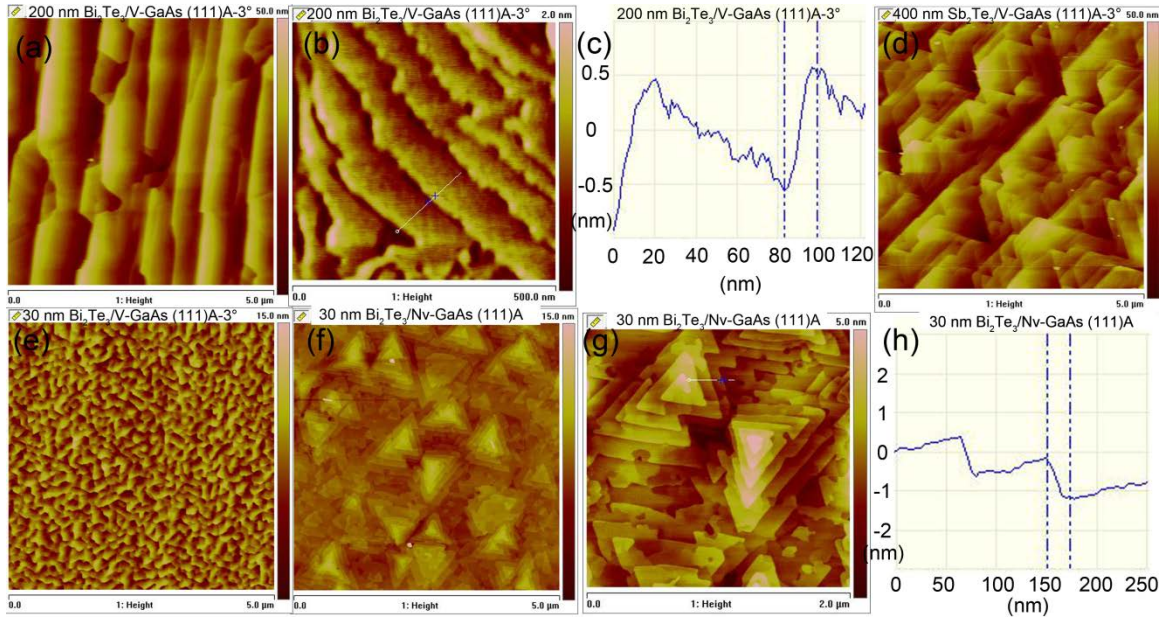 200 nm Bi₂Te₃/V-GaAs (111)A-3° 50.0 nm
(a)
0.0 1: Height 5.0 µm
200 nm Bi₂Te₃/V-GaAs (111)A-3° 2.0 nm
(b)
0.0 1: Height 500.0 nm
200 nm Bi₂Te₃/V-GaAs (111)A-3°
(c)
0.5
0
-0.5
(nm)
0 20 40 60 80 100 120
(nm)
400 nm Sb₂Te₃/V-GaAs (111)A-3° 50.0 nm
(d)
0.0 1: Height 5.0 µm
30 nm Bi₂Te₃/V-GaAs (111)A-3° 15.0 nm
(e)
0.0 1: Height 5.0 µm
30 nm Bi₂Te₃/Nv-GaAs (111)A 15.0 nm
(f)
0.0 1: Height 5.0 µm
30 nm Bi₂Te₃/Nv-GaAs (111)A 5.0 nm
(g)
0.0 1: Height 2.0 µm
30 nm Bi₂Te₃/Nv-GaAs (111)A
(h)
2
1
0
-1
-2
(nm)
0 50 100 150 200 250
(nm)